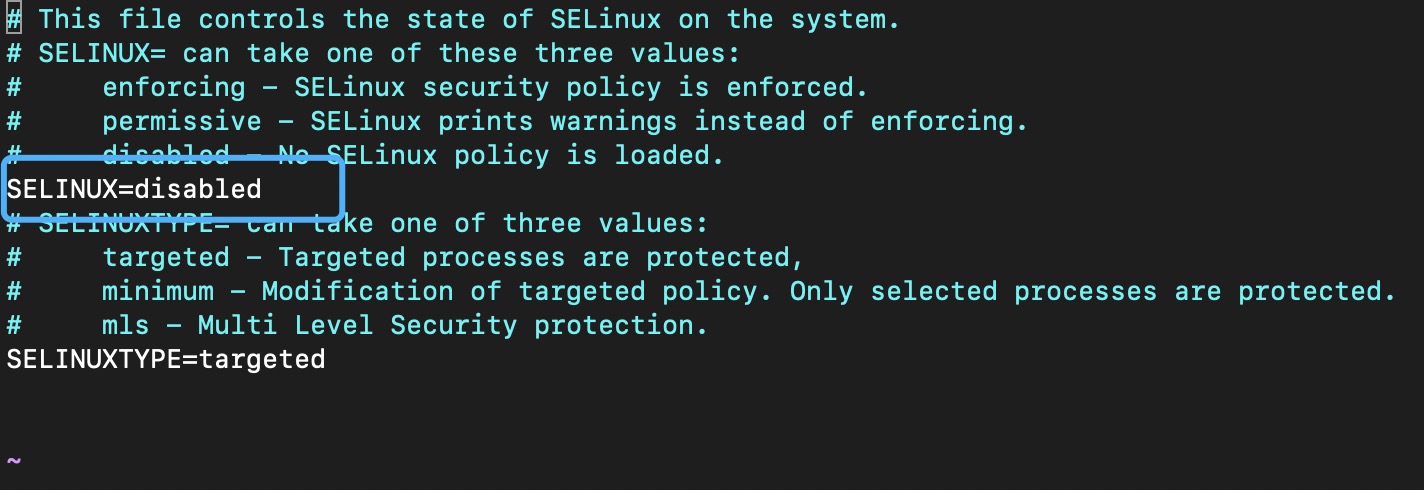 # This file controls the state of SELinux on the system.
# SELINUX= can take one of these three values:
#     enforcing – SELinux security policy is enforced.
#     permissive – SELinux prints warnings instead of enforcing.
#     disabled – No SELinux policy is loaded.
SELINUX=disabled
# SELINUXTYPE= can take one of three values:
#     targeted – Targeted processes are protected,
#     minimum – Modification of targeted policy. Only selected processes are protected.
#     mls – Multi Level Security protection.
SELINUXTYPE=targeted
~